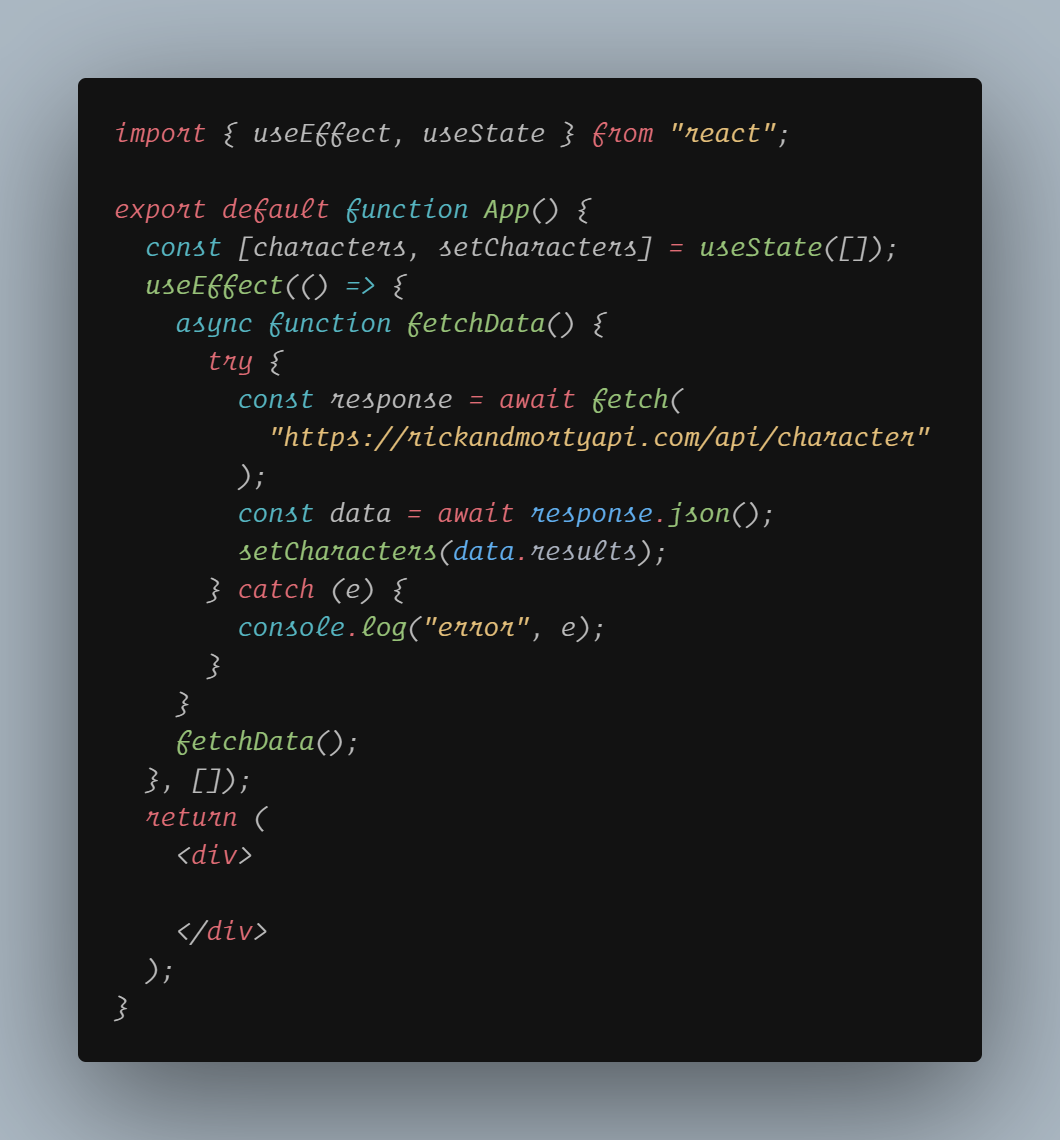 import { useEffect, useState } from "react";

export default function App() {
  const [characters, setCharacters] = useState([]);
  useEffect(() => {
    async function fetchData() {
      try {
        const response = await fetch(
          "https://rickandmortyapi.com/api/character"
        );
        const data = await response.json();
        setCharacters(data.results);
      } catch (e) {
        console.log("error", e);
      }
    }
    fetchData();
  }, []);
  return (
    <div>

    </div>
  );
}